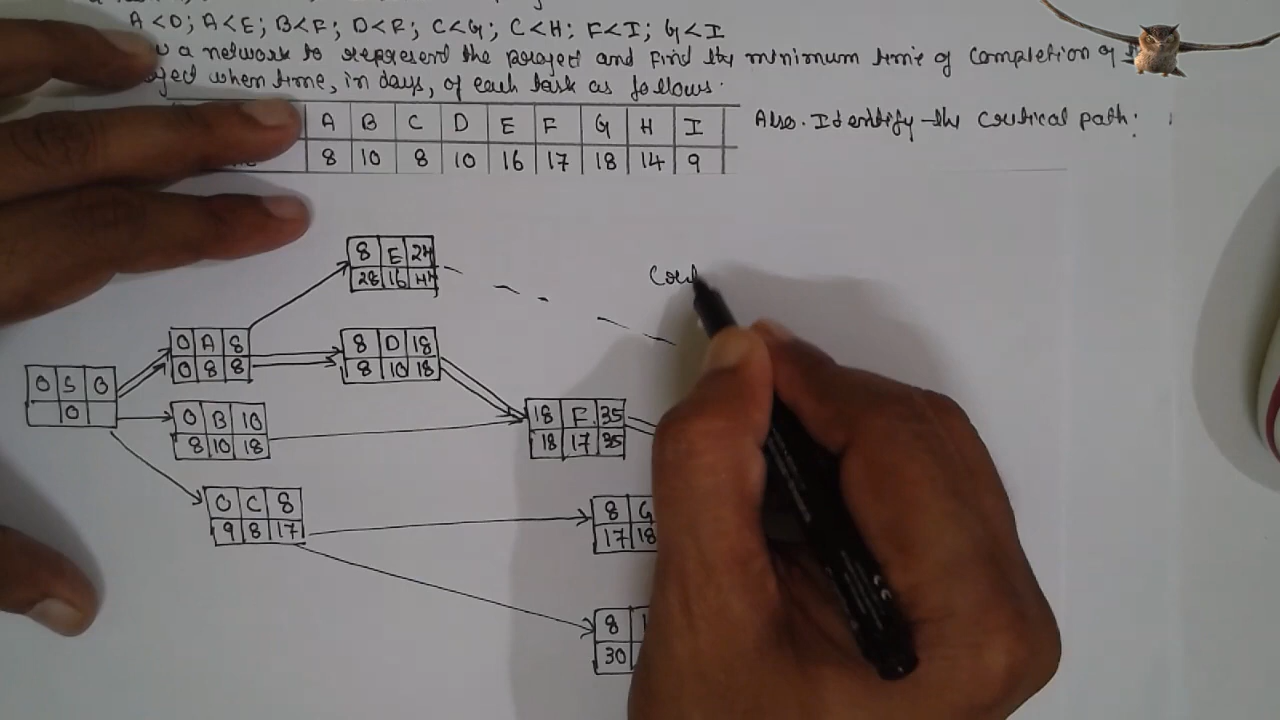 A<D; A<E; B<F; D<F; C<G; C<H; F<I; G<I
a network to represent the project and find the minimum time of completion of
when time, in days, of each task as follows.
A B C D E F G H I
8 10 8 10 16 17 18 14 9
Also. Identify the critical path:
8 E 24
28 16 44
0 A 8
0 8 8
8 D 18
8 10 18
0 S 0
0
0 B 10
8 10 18
18 F 35
18 17 35
0 C 8
9 8 17
8 G
17 18
8
30